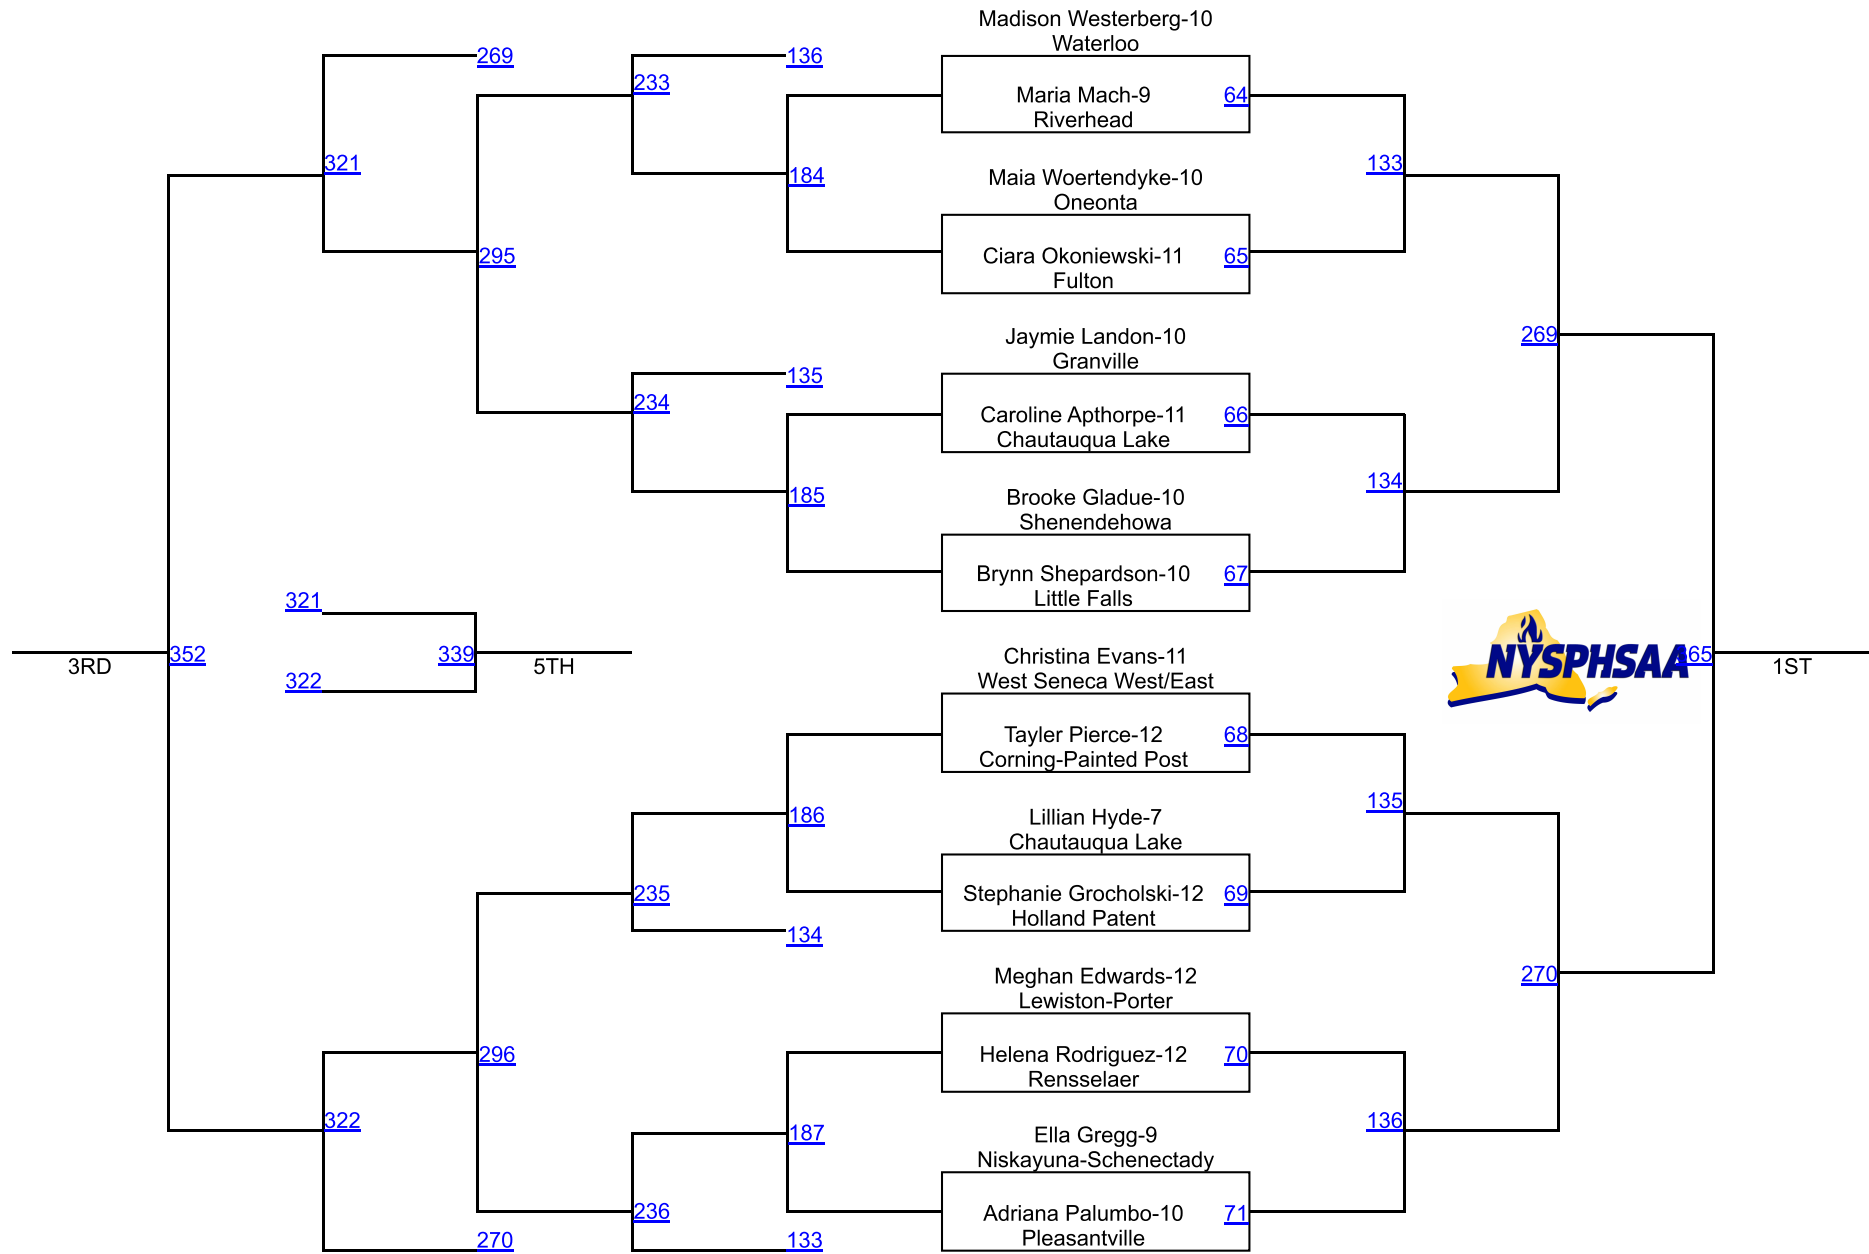 Madison Westerberg-10
Waterloo
269
136
233
Maria Mach-9
64
Riverhead
321
133
184
Maia Woertendyke-10
Oneonta
295
Ciara Okoniewski-11
65
Fulton
269
Jaymie Landon-10
Granville
135
234
Caroline Apthorpe-11
66
Chautauqua Lake
134
185
Brooke Gladue-10
Shenendehowa
Brynn Shepardson-10
67
Little Falls
321
3RD
352
339
5TH
322
NYSPHSAA
1ST
Christina Evans-11
West Seneca West/East
Tayler Pierce-12
68
Corning-Painted Post
186
135
Lillian Hyde-7
Chautauqua Lake
235
Stephanie Grocholski-12
69
Holland Patent
134
Meghan Edwards-12
Lewiston-Porter
270
296
Helena Rodriguez-12
70
Rensselaer
322
136
187
Ella Gregg-9
Niskayuna-Schenectady
236
Adriana Palumbo-10
71
Pleasantville
270
133